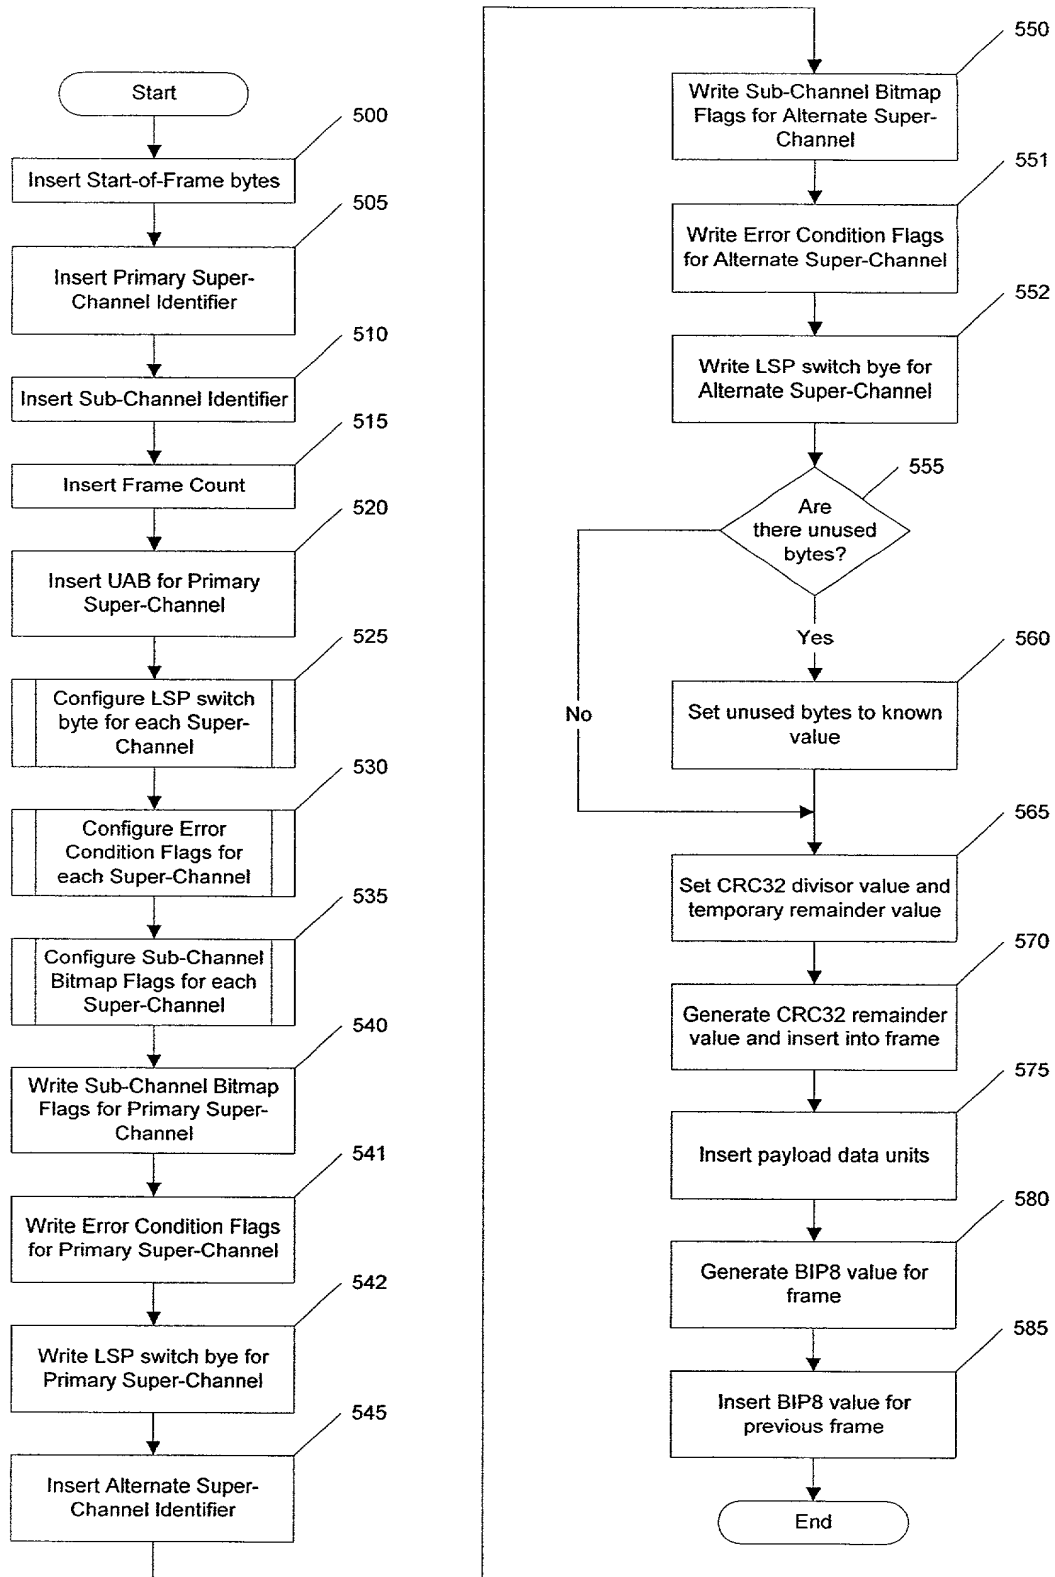 Start
500
Insert Start-of-Frame bytes
505
Insert Primary Super-
Channel Identifier
510
Insert Sub-Channel Identifier
515
Insert Frame Count
520
Insert UAB for Primary
Super-Channel
525
Configure LSP switch
byte for each Super-
Channel
530
Configure Error
Condition Flags for
each Super-Channel
535
Configure Sub-Channel
Bitmap Flags for each
Super-Channel
540
Write Sub-Channel Bitmap
Flags for Primary Super-
Channel
541
Write Error Condition Flags
for Primary Super-Channel
542
Write LSP switch bye for
Primary Super-Channel
545
Insert Alternate Super-
Channel Identifier
550
Write Sub-Channel Bitmap
Flags for Alternate Super-
Channel
551
Write Error Condition Flags
for Alternate Super-Channel
552
Write LSP switch bye for
Alternate Super-Channel
555
Are
there unused
bytes?
Yes
No
560
Set unused bytes to known
value
565
Set CRC32 divisor value and
temporary remainder value
570
Generate CRC32 remainder
value and insert into frame
575
Insert payload data units
580
Generate BIP8 value for
frame
585
Insert BIP8 value for
previous frame
End